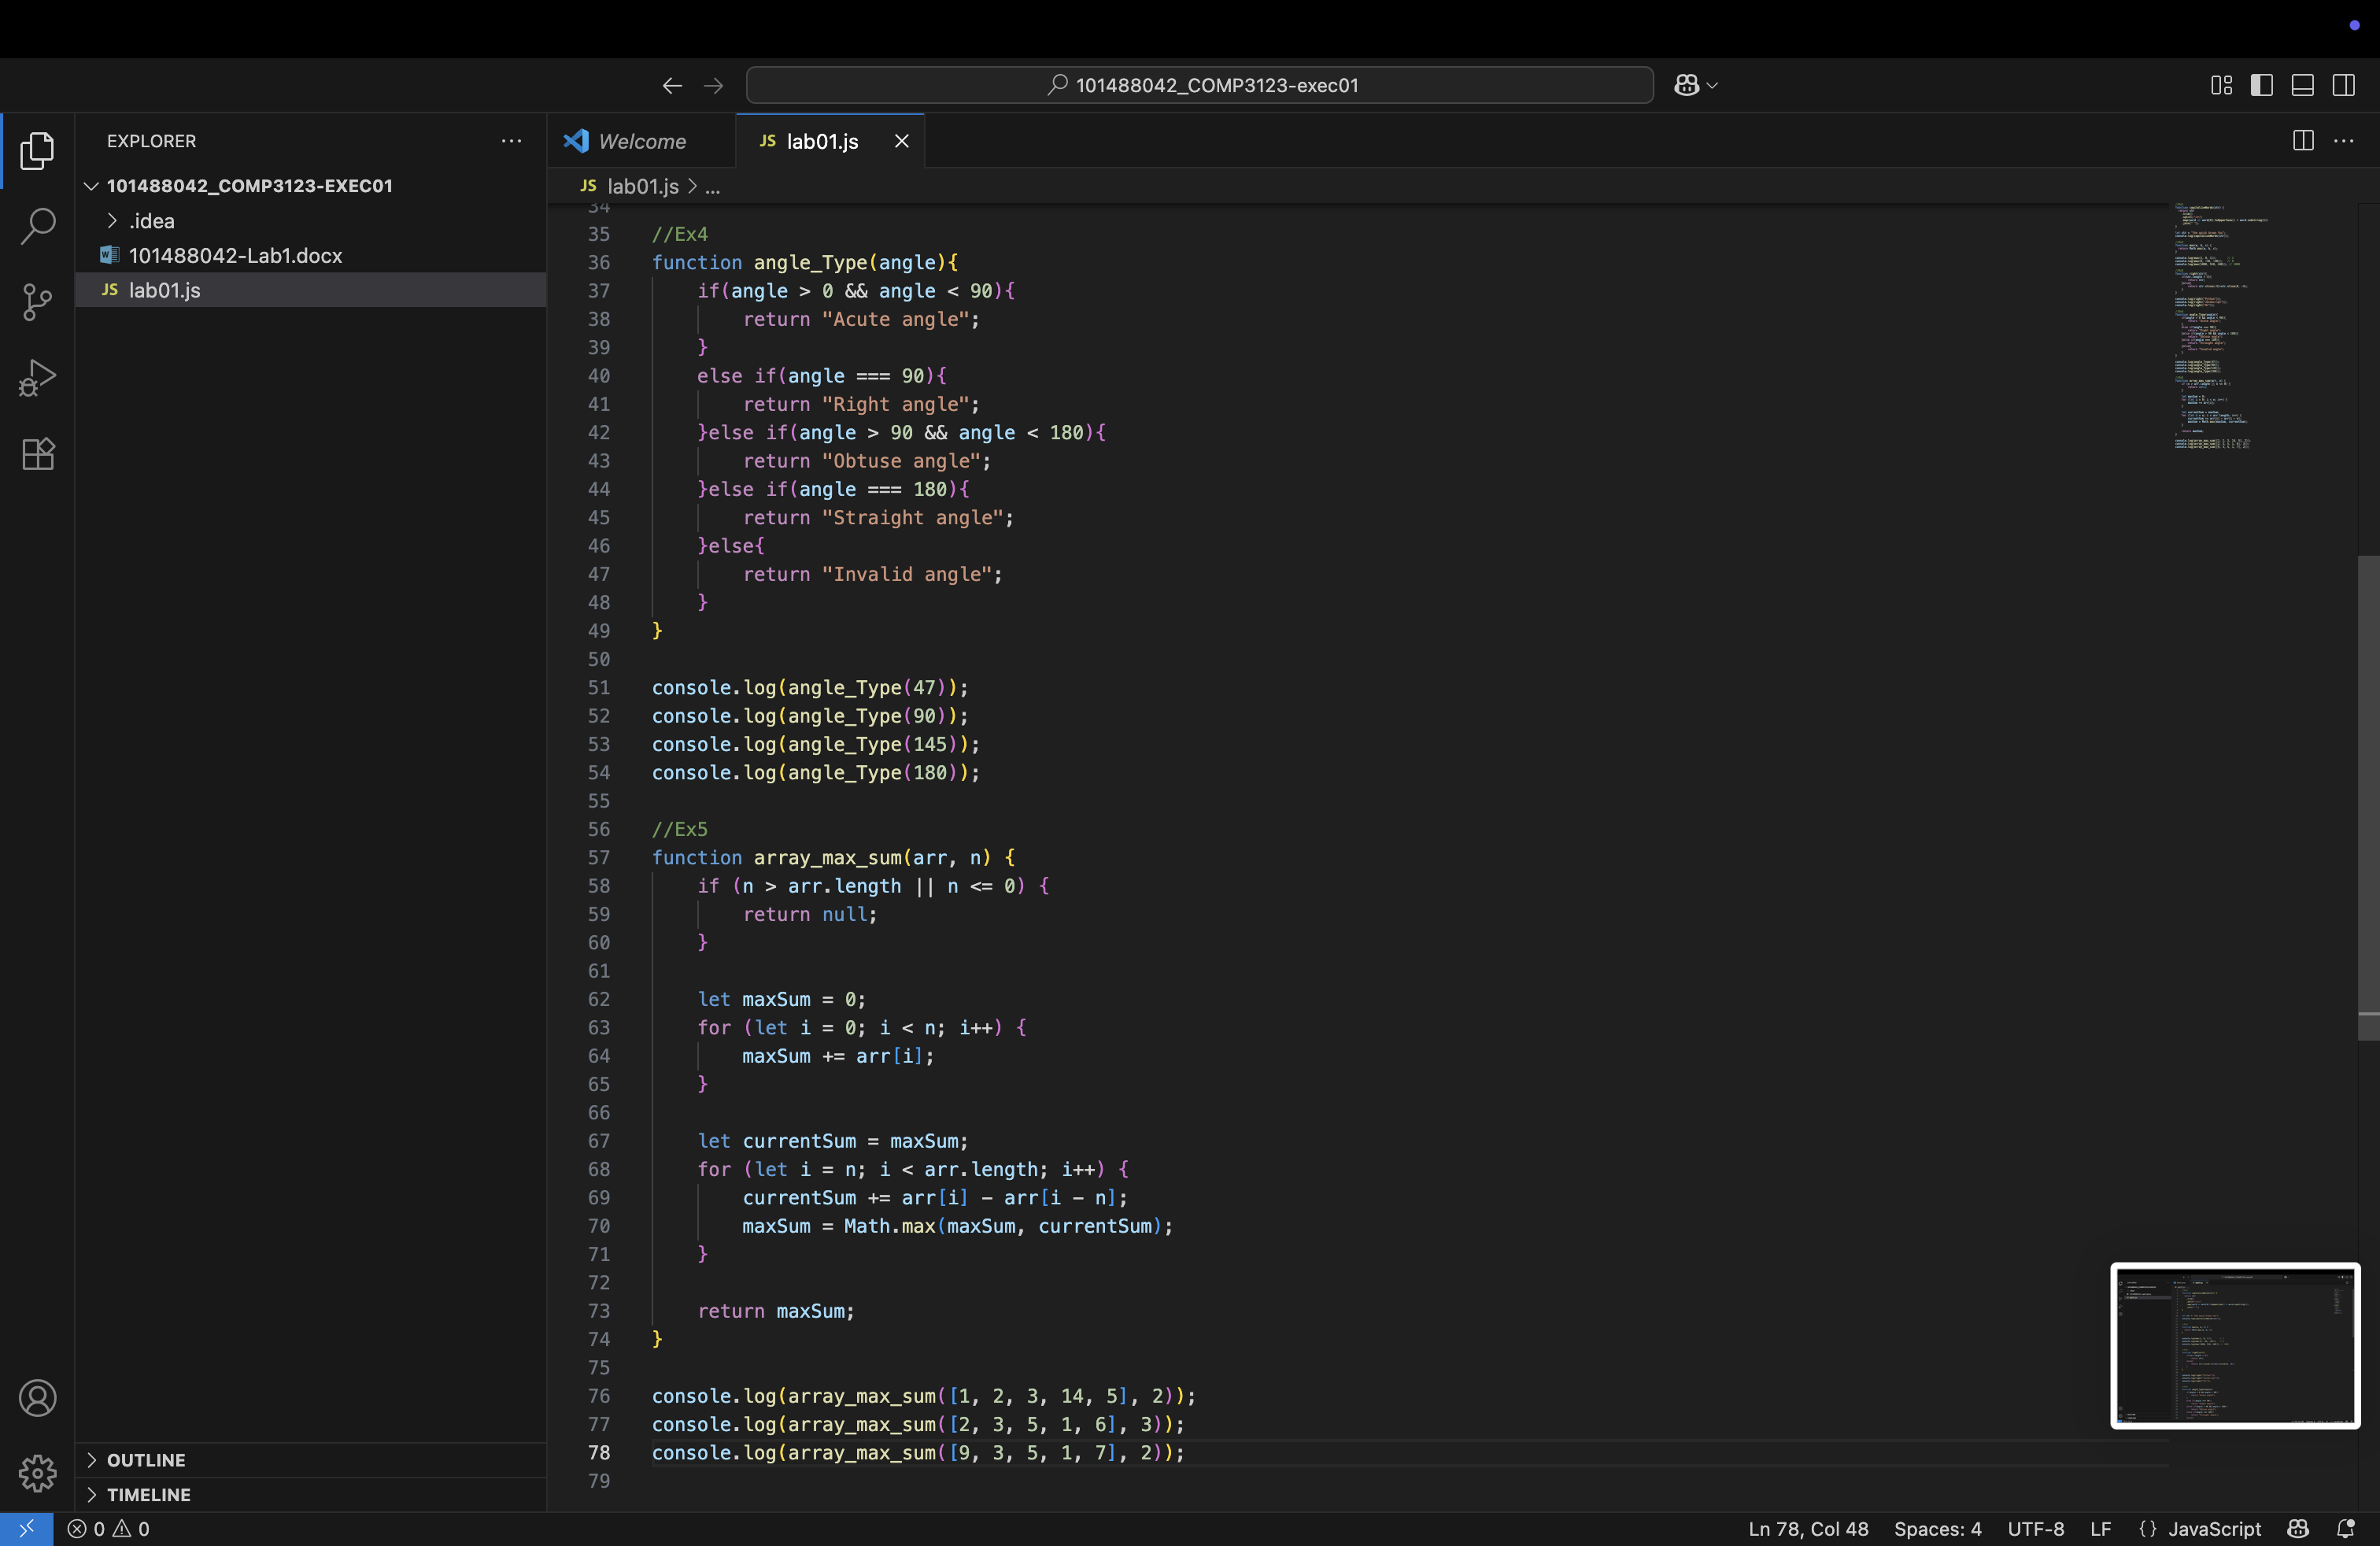 101488042_COMP3123-exec01
EXPLORER
Welcome
JS lab01.js
101488042_COMP3123-EXEC01
JS lab01.js > ...
.idea
101488042-Lab1.docx
JS lab01.js
34
35 //Ex4
36 function angle_Type(angle){
37 if(angle > 0 && angle < 90){
38 return "Acute angle";
39 }
40 else if(angle === 90){
41 return "Right angle";
42 }else if(angle > 90 && angle < 180){
43 return "Obtuse angle";
44 }else if(angle === 180){
45 return "Straight angle";
46 }else{
47 return "Invalid angle";
48 }
49 }
50
51 console.log(angle_Type(47));
52 console.log(angle_Type(90));
53 console.log(angle_Type(145));
54 console.log(angle_Type(180));
55
56 //Ex5
57 function array_max_sum(arr, n) {
58 if (n > arr.length || n <= 0) {
59 return null;
60 }
61
62 let maxSum = 0;
63 for (let i = 0; i < n; i++) {
64 maxSum += arr[i];
65 }
66
67 let currentSum = maxSum;
68 for (let i = n; i < arr.length; i++) {
69 currentSum += arr[i] - arr[i - n];
70 maxSum = Math.max(maxSum, currentSum);
71 }
72
73 return maxSum;
74 }
75
76 console.log(array_max_sum([1, 2, 3, 14, 5], 2));
77 console.log(array_max_sum([2, 3, 5, 1, 6], 3));
78 console.log(array_max_sum([9, 3, 5, 1, 7], 2));
79
OUTLINE
TIMELINE
0 0
Ln 78, Col 48 Spaces: 4 UTF-8 LF {} JavaScript